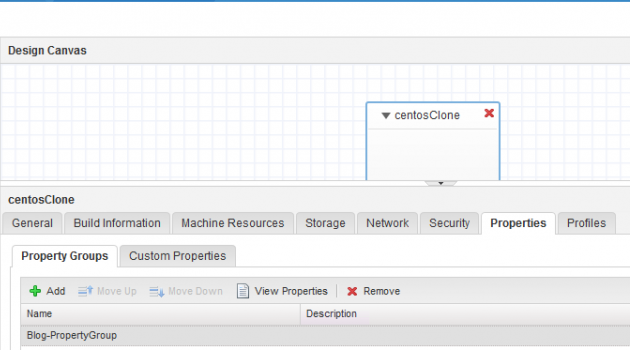 Design Canvas
centosClone
centosClone
General Build Information Machine Resources Storage Network Security Properties Profiles
Property Groups Custom Properties
Add Move Up Move Down View Properties Remove
Name Description
Blog-PropertyGroup